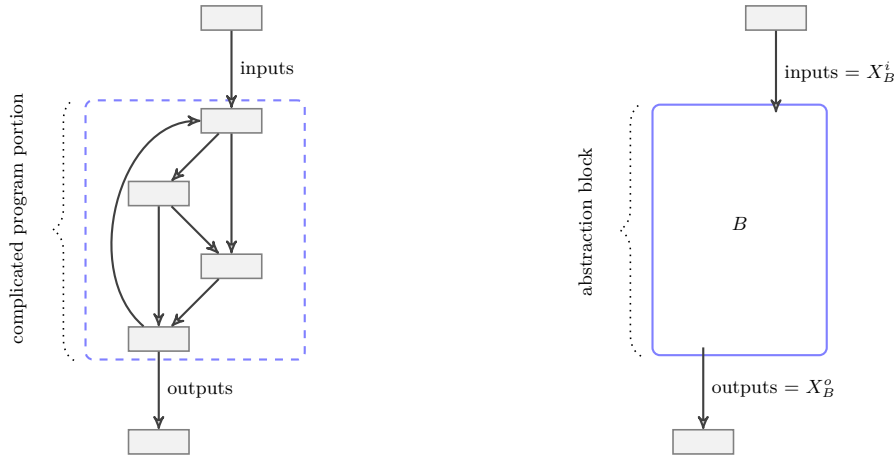 inputs
complicated program portion
outputs
inputs = $X_B^i$
abstraction block
$B$
outputs = $X_B^o$